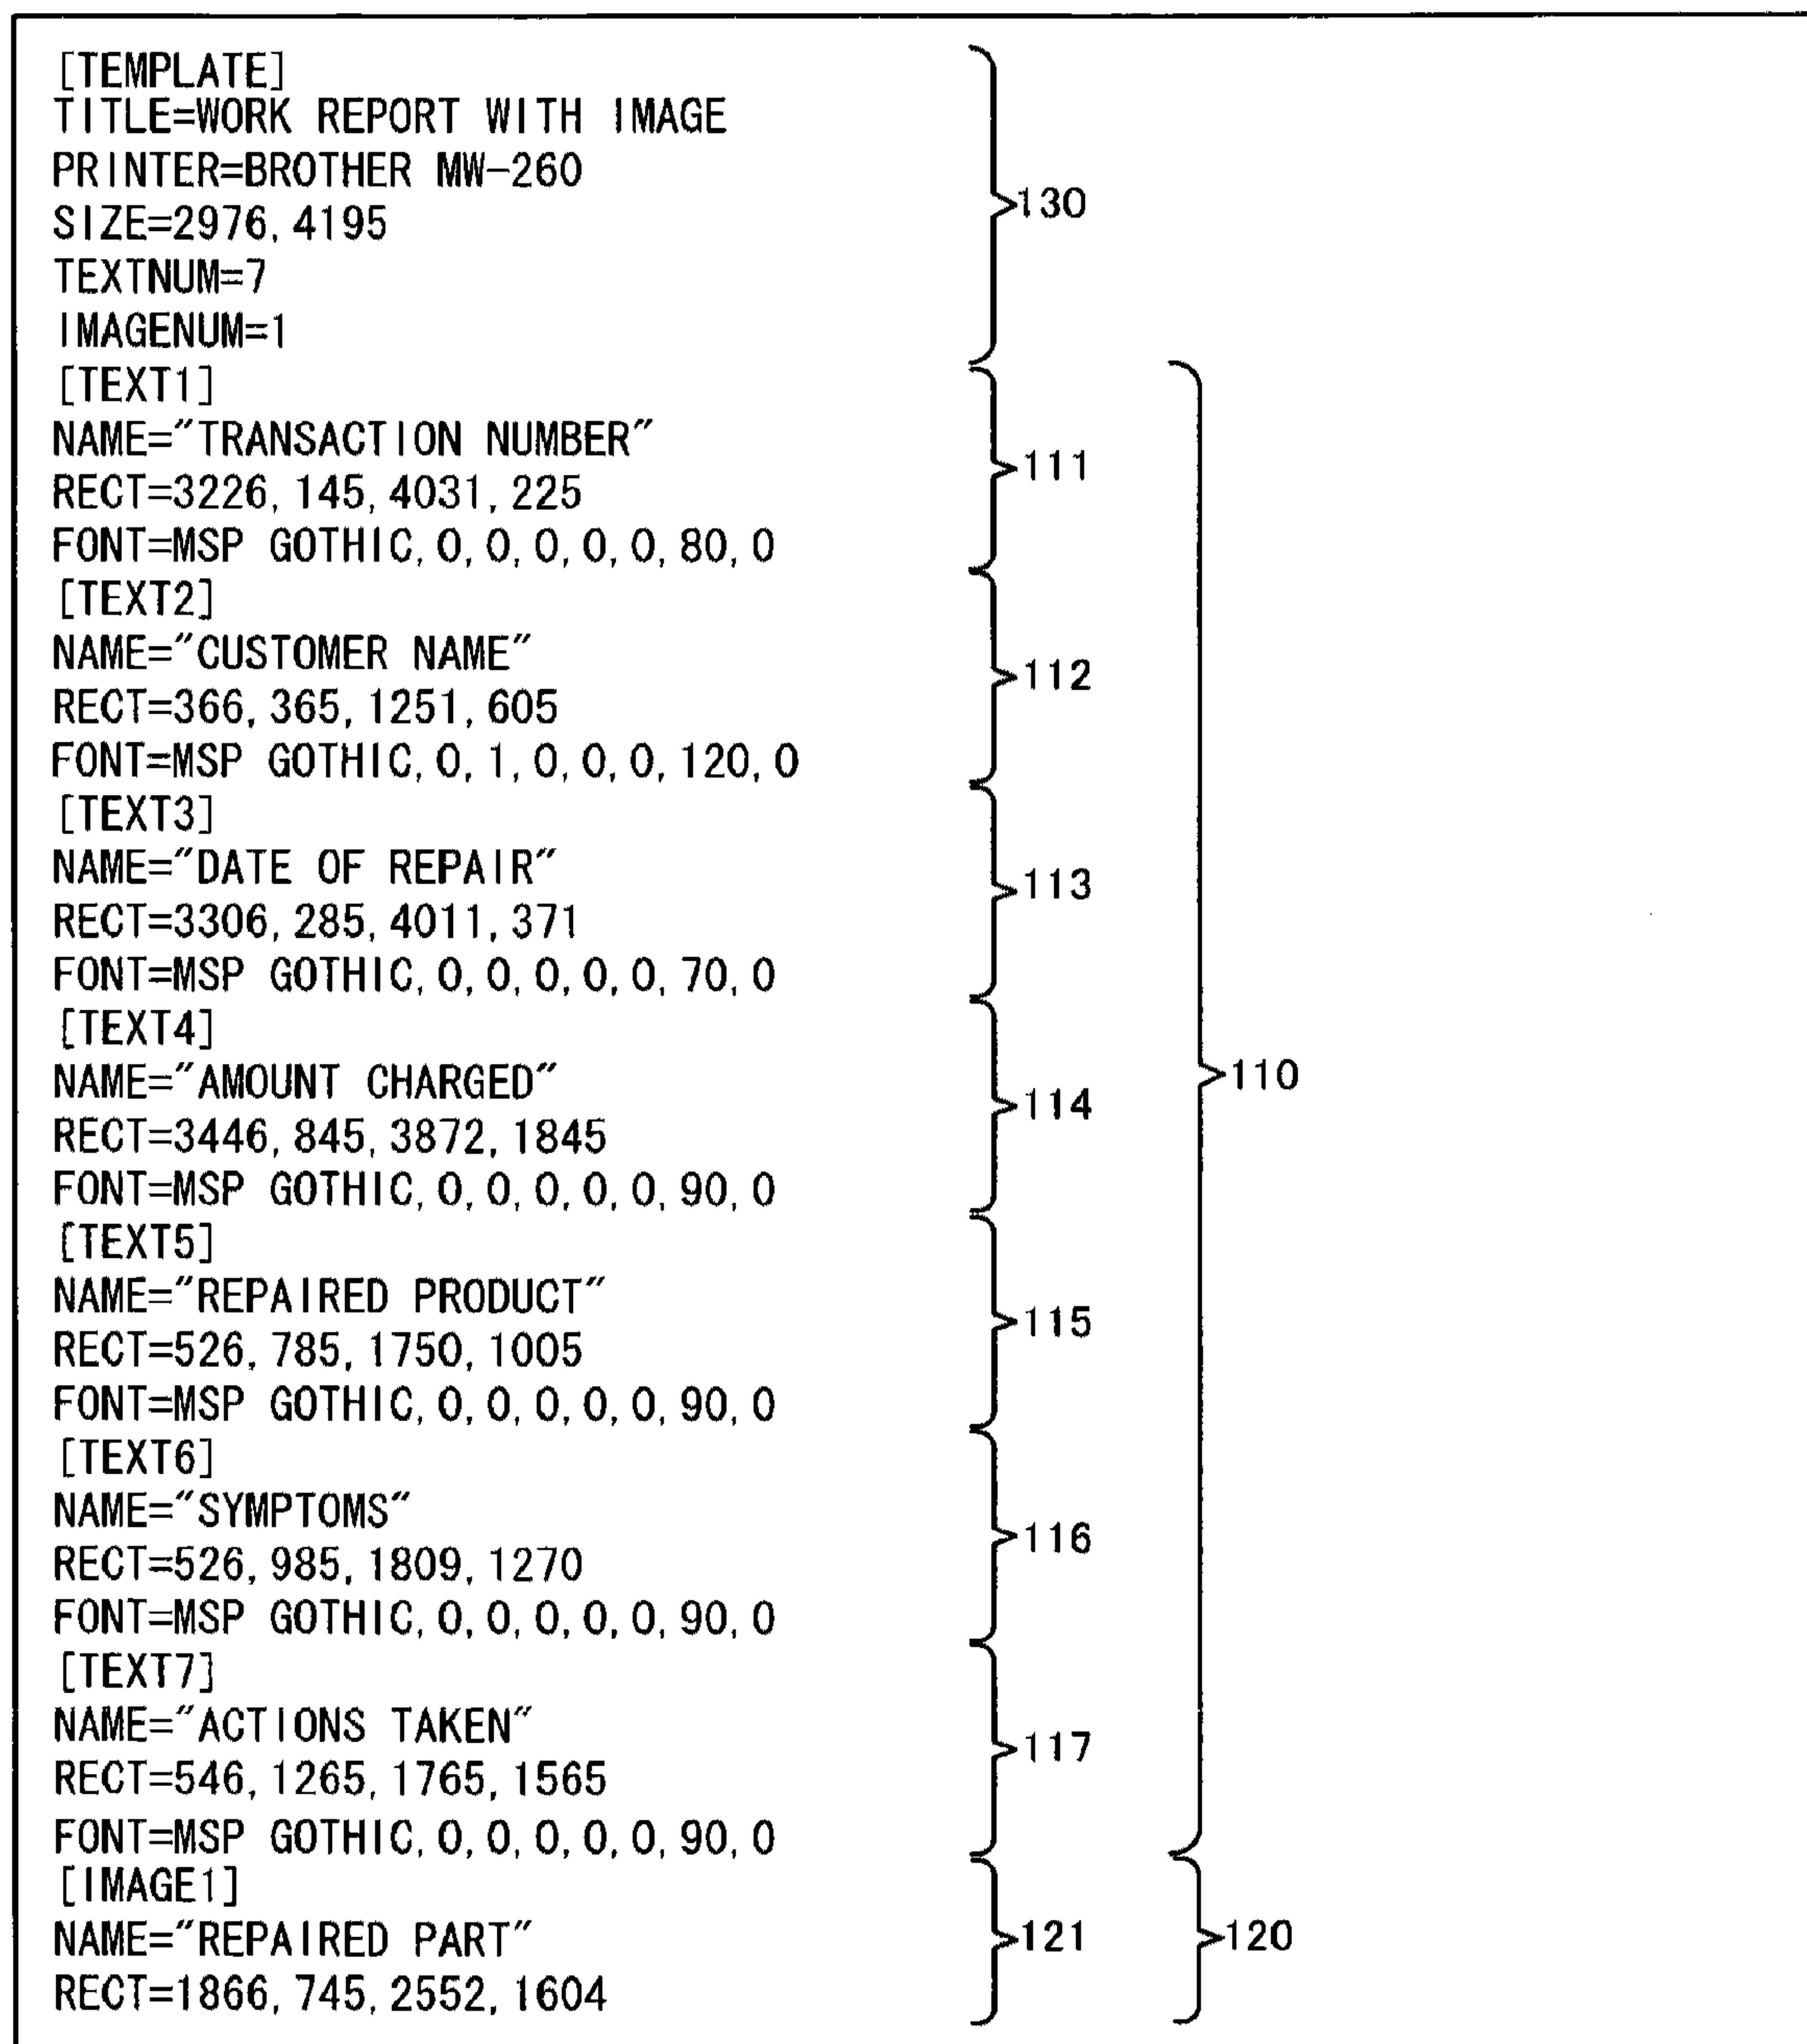 [TEMPLATE]
TITLE=WORK REPORT WITH IMAGE
PRINTER=BROTHER MW-260
SIZE=2976, 4195
130
TEXTNUM=7
IMAGENUM=1
[TEXT1]
NAME="TRANSACTION NUMBER"
111
RECT=3226, 145, 4031, 225
FONT=MSP GOTHIC, 0, 0, 0, 0, 0, 80, 0
[TEXT2]
NAME="CUSTOMER NAME"
112
RECT=366, 365, 1251, 605
FONT=MSP GOTHIC, 0, 1, 0, 0, 0, 120, 0
[TEXT3]
NAME="DATE OF REPAIR"
113
RECT=3306, 285, 4011, 371
FONT=MSP GOTHIC, 0, 0, 0, 0, 0, 70, 0
[TEXT4]
NAME="AMOUNT CHARGED"
110
114
RECT=3446, 845, 3872, 1845
FONT=MSP GOTHIC, 0, 0, 0, 0, 0, 90, 0
[TEXT5]
NAME="REPAIRED PRODUCT"
115
RECT=526, 785, 1750, 1005
FONT=MSP GOTHIC, 0, 0, 0, 0, 0, 90, 0
[TEXT6]
NAME="SYMPTOMS"
116
RECT=526, 985, 1809, 1270
FONT=MSP GOTHIC, 0, 0, 0, 0, 0, 90, 0
[TEXT7]
NAME="ACTIONS TAKEN"
117
RECT=546, 1265, 1765, 1565
FONT=MSP GOTHIC, 0, 0, 0, 0, 0, 90, 0
[IMAGE1]
NAME="REPAIRED PART"
121
120
RECT=1866, 745, 2552, 1604